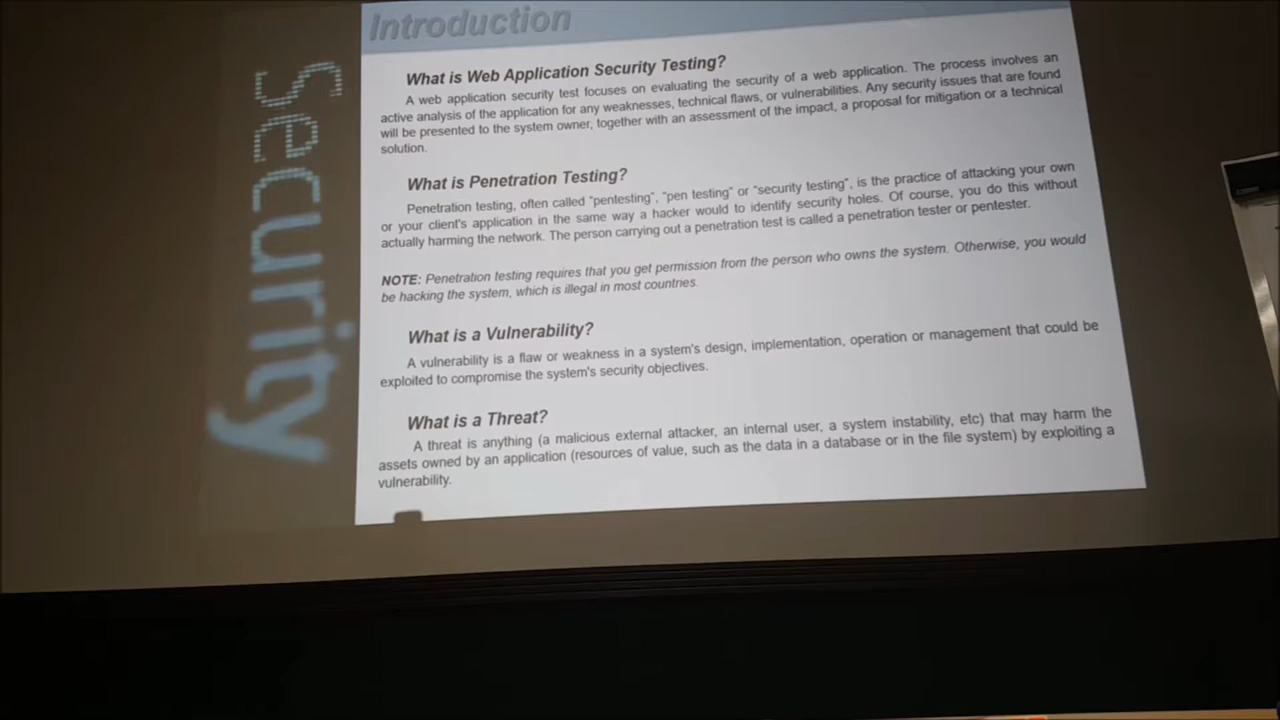 Introduction
Security
What is Web Application Security Testing?
A web application security test focuses on evaluating the security of a web application. The process involves an
active analysis of the application for any weaknesses, technical flaws, or vulnerabilities. Any security issues that are found
will be presented to the system owner, together with an assessment of the impact, a proposal for mitigation or a technical
solution.
What is Penetration Testing?
Penetration testing, often called “pentesting”, “pen testing” or “security testing”, is the practice of attacking your own
or your client's application in the same way a hacker would to identify security holes. Of course, you do this without
actually harming the network. The person carrying out a penetration test is called a penetration tester or pentester.
NOTE: Penetration testing requires that you get permission from the person who owns the system. Otherwise, you would
be hacking the system, which is illegal in most countries.
What is a Vulnerability?
A vulnerability is a flaw or weakness in a system's design, implementation, operation or management that could be
exploited to compromise the system's security objectives.
What is a Threat?
A threat is anything (a malicious external attacker, an internal user, a system instability, etc) that may harm the
assets owned by an application (resources of value, such as the data in a database or in the file system) by exploiting a
vulnerability.